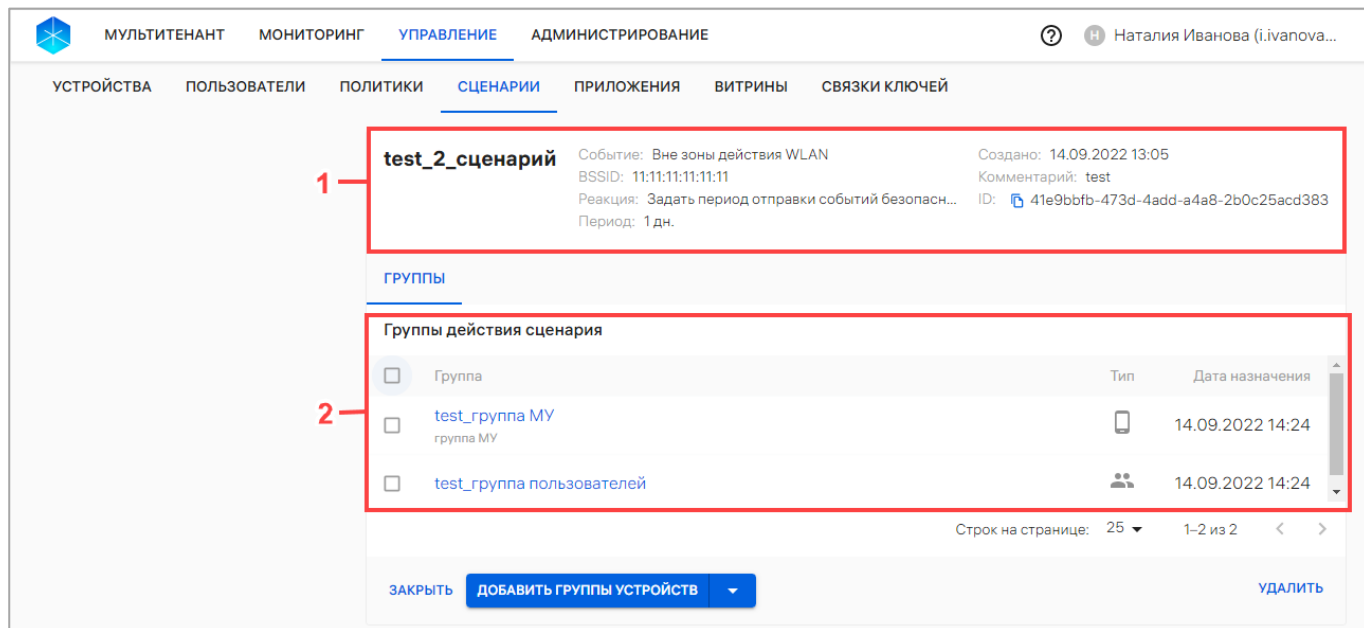 МУЛЬТИТЕНАНТ МОНИТОРИНГ УПРАВЛЕНИЕ АДМИНИСТРИРОВАНИЕ Н Наталия Иванова (i.ivanova...
УСТРОЙСТВА ПОЛЬЗОВАТЕЛИ ПОЛИТИКИ СЦЕНАРИИ ПРИЛОЖЕНИЯ ВИТРИНЫ СВЯЗКИ КЛЮЧЕЙ
test_2_сценарий Событие: Вне зоны действия WLAN Создано: 14.09.2022 13:05
BSSID: 11:11:11:11:11:11 Комментарий: test
1 Реакция: Задать период отправки событий безопасн... ID: 41e9bbfb-473d-4add-a4a8-2b0c25acd383
Период: 1 дн.
ГРУППЫ
Группы действия сценария
Группа Тип Дата назначения
2 test_группа МУ 14.09.2022 14:24
группа МУ
test_группа пользователей 14.09.2022 14:24
Строк на странице: 25 1–2 из 2
ЗАКРЫТЬ ДОБАВИТЬ ГРУППЫ УСТРОЙСТВ УДАЛИТЬ